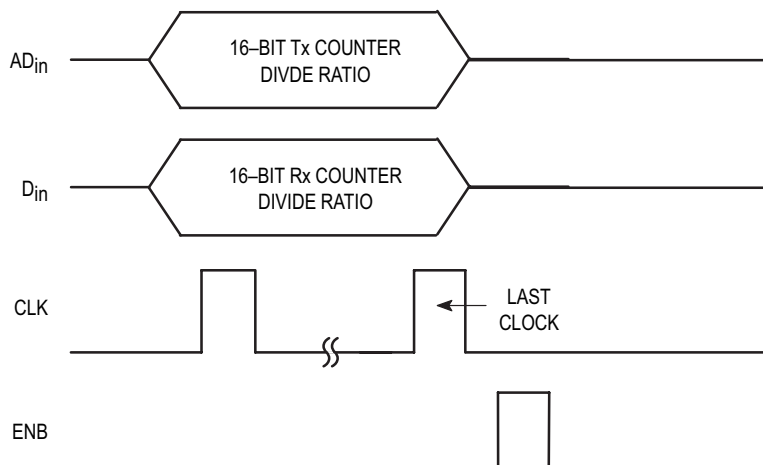 ADin
16–BIT Tx COUNTER
DIVDE RATIO
Din
16–BIT Rx COUNTER
DIVIDE RATIO
CLK
LAST
CLOCK
ENB